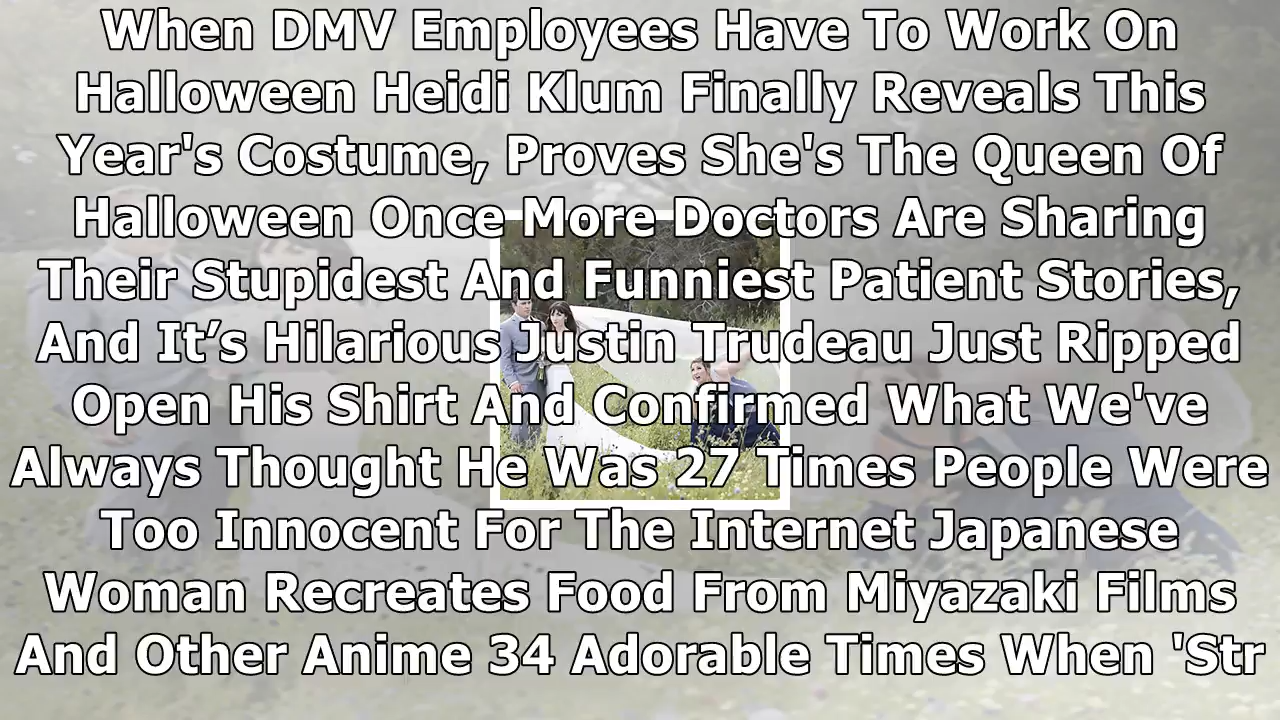 When DMV Employees Have To Work On
Halloween Heidi Klum Finally Reveals This
Year's Costume, Proves She's The Queen Of
Halloween Once More Doctors Are Sharing
Their Stupidest And Funniest Patient Stories,
And It’s Hilarious Justin Trudeau Just Ripped
Open His Shirt And Confirmed What We've
Always Thought He Was 27 Times People Were
Too Innocent For The Internet Japanese
Woman Recreates Food From Miyazaki Films
And Other Anime 34 Adorable Times When 'Str